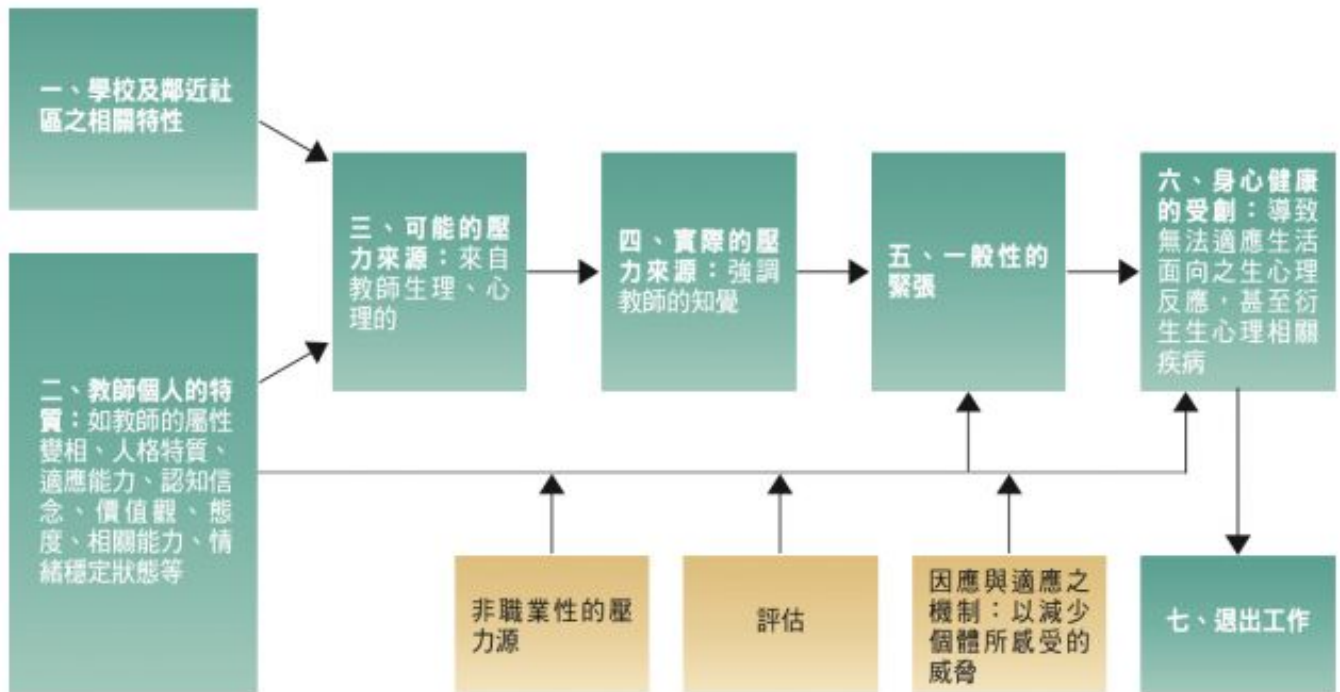 一、學校及鄰近社
區之相關特性
二、教師個人的特
質：如教師的屬性
變相、人格特質、
適應能力、認知信
念、價值觀、態
度、相關能力、情
緒穩定狀態等
三、可能的壓
力來源：來自
教師生理、心
理的
四、實際的壓
力來源：強調
教師的知覺
五、一般性的
緊張
六、身心健康
的受創：導致
無法適應生活
面向之生心理
反應，甚至衍
生生心理相關
疾病
非職業性的壓
力源
評估
因應與適應之
機制：以減少
個體所感受的
威脅
七、退出工作